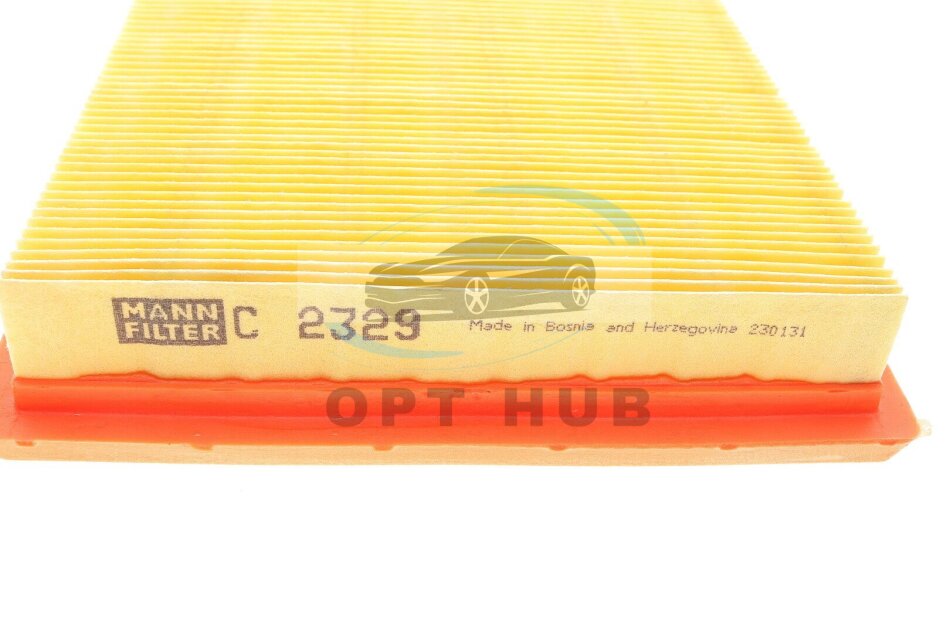 MANN
FILTER
C 2329
Made in Bosnia and Herzegovina 230131
OPT HUB